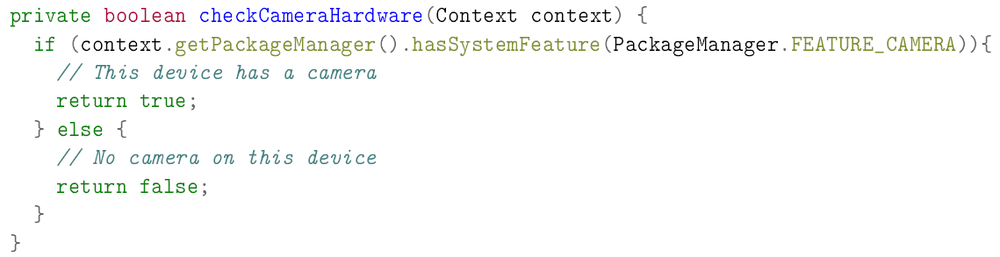 private boolean checkCameraHardware(Context context) {
  if (context.getPackageManager().hasSystemFeature(PackageManager.FEATURE_CAMERA)){
    // This device has a camera
    return true;
  } else {
    // No camera on this device
    return false;
  }
}